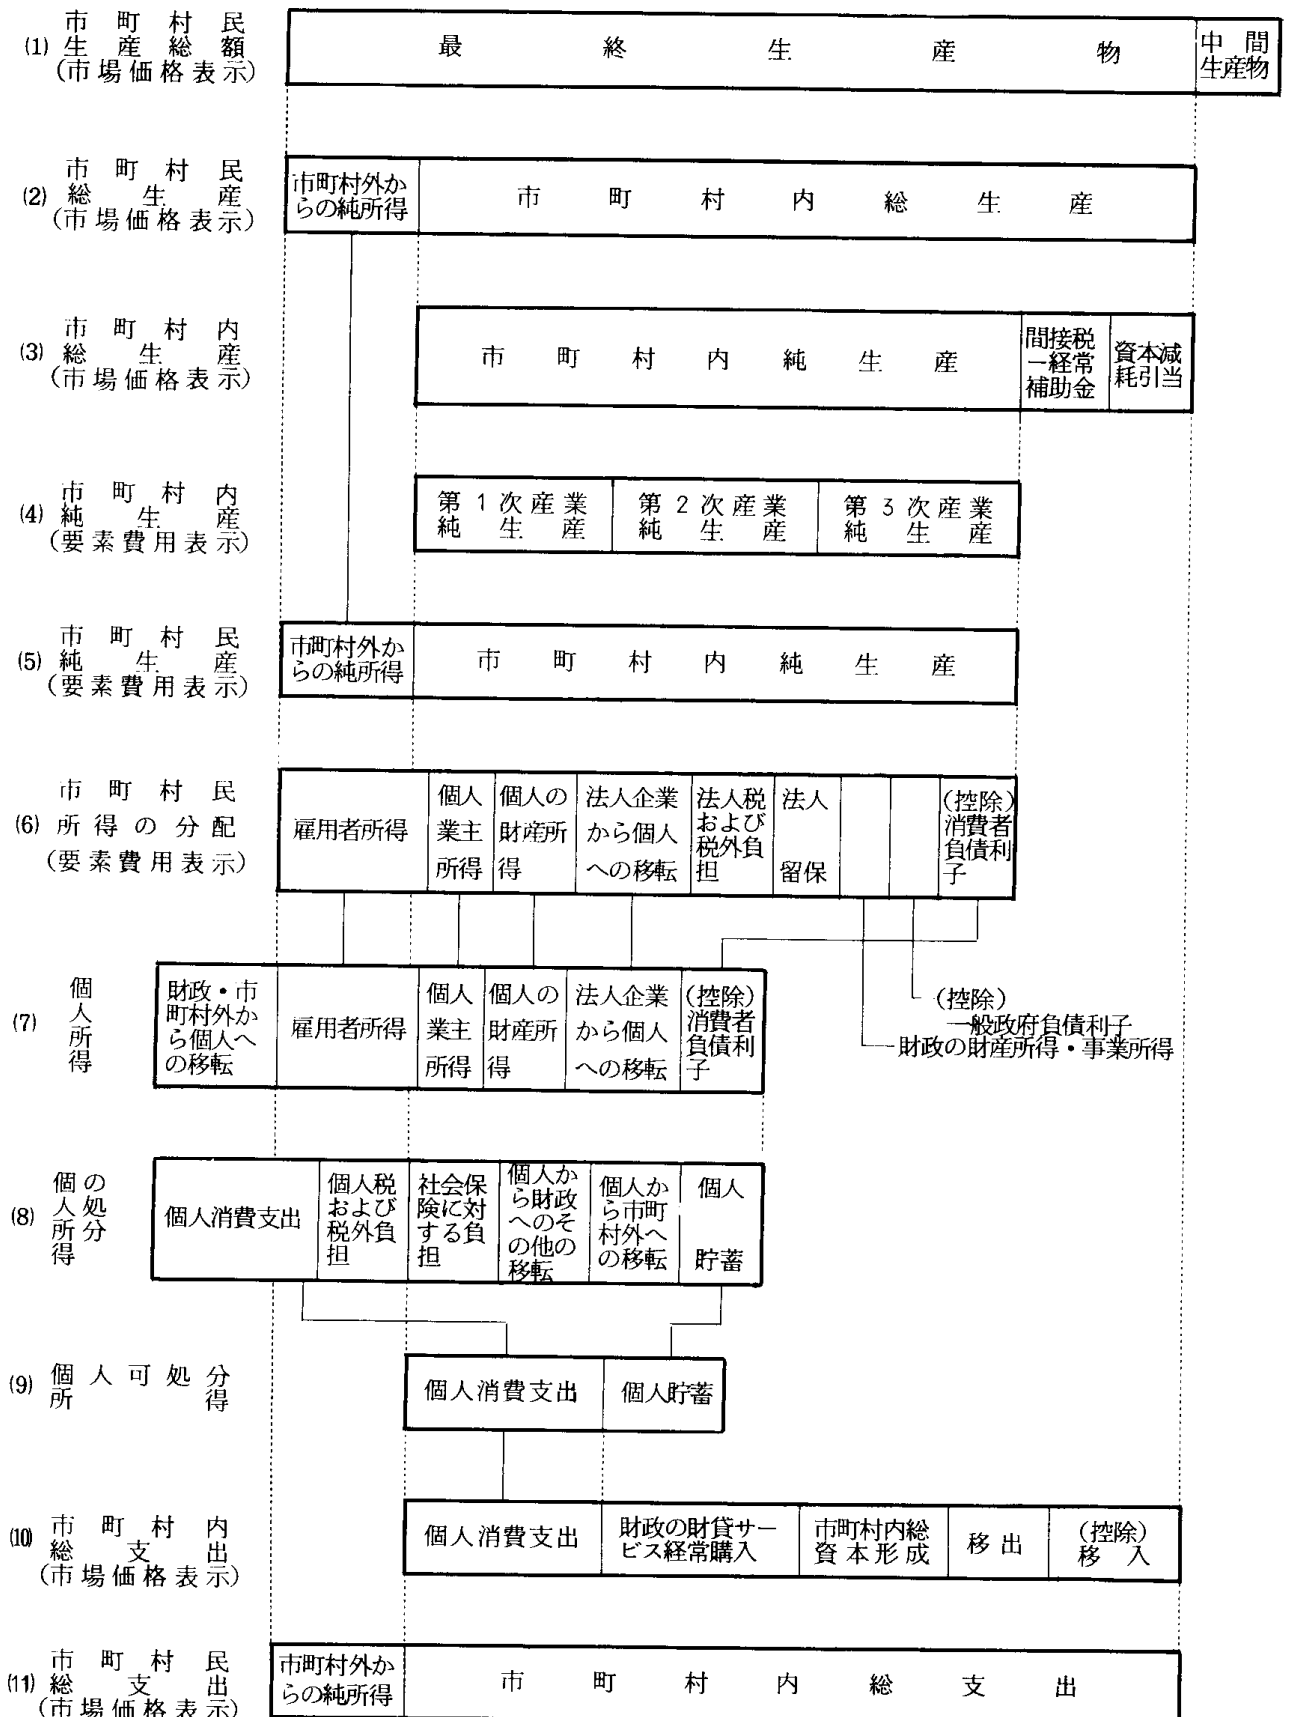 市町村民
(1) 生産総額
(市場価格表示)
最終生産物
中間
生産物
市町村民
(2) 総生産
(市場価格表示)
市町村外か
らの純所得
市町村内総生産
市町村内
(3) 総生産
(市場価格表示)
市町村内純生産
間接税
－経常
補助金
資本減
耗引当
市町村内
(4) 純生産
(要素費用表示)
第1次産業
純生産
第2次産業
純生産
第3次産業
純生産
市町村民
(5) 純生産
(要素費用表示)
市町村外か
らの純所得
市町村内純生産
市町村民
(6) 所得の分配
(要素費用表示)
雇用者所得
個人
業主
所得
個人の
財産所
得
法人企業
から個人
への移転
法人税
および
税外負
担
法人
留保
(控除)
消費者
負債利
子
(控除)
一般政府負債利子
財政の財産所得・事業所得
(7) 個人所得
財政・市
町村外か
ら個人へ
の移転
雇用者所得
個人
業主
所得
個人の
財産所
得
法人企業
から個人
への移転
(控除)
消費者
負債利
子
(8) 個人所得
の処分
個人消費支出
個人税
および
税外負
担
社会保
険に対
する負
担
個人か
ら財政
へのそ
の他の
移転
個人か
ら市町
村外へ
の移転
個人
貯蓄
(9) 個人可処分
所得
個人消費支出
個人貯蓄
市町村内
(10) 総支出
(市場価格表示)
個人消費支出
財政の財貨サー
ビス経常購入
市町村内総
資本形成
移出
(控除)
移入
市町村民
(11) 総支出
(市場価格表示)
市町村外か
らの純所得
市町村内総支出